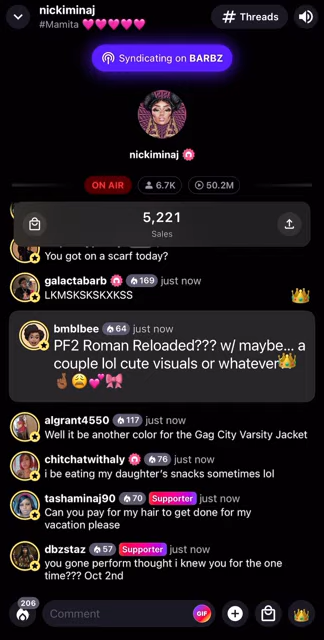 nickiminaj
#Mamita 💗💗💗💗💗
# Threads
Syndicating on BARBZ
nickiminaj
ON AIR
6.7K
50.2M
5,221
Sales
You got on a scarf today?
galactabarb 169 just now
LKMSKSKSKXKSS
👑
bmblbee 64 just now
PF2 Roman Reloaded??? w/ maybe... a
couple lol cute visuals or whatever👑
🤞🏾😩💕🎀
algrant4550 117 just now
Well it be another color for the Gag City Varsity Jacket
chitchatwithaly 76 just now
i be eating my daughter's snacks sometimes lol
tashaminaj90 70 Supporter just now
Can you pay for my hair to get done for my
vacation please
dbzstaz 57 Supporter just now
you gone perform thought i knew you for the one
time??? Oct 2nd
206
Comment
GIF
👑